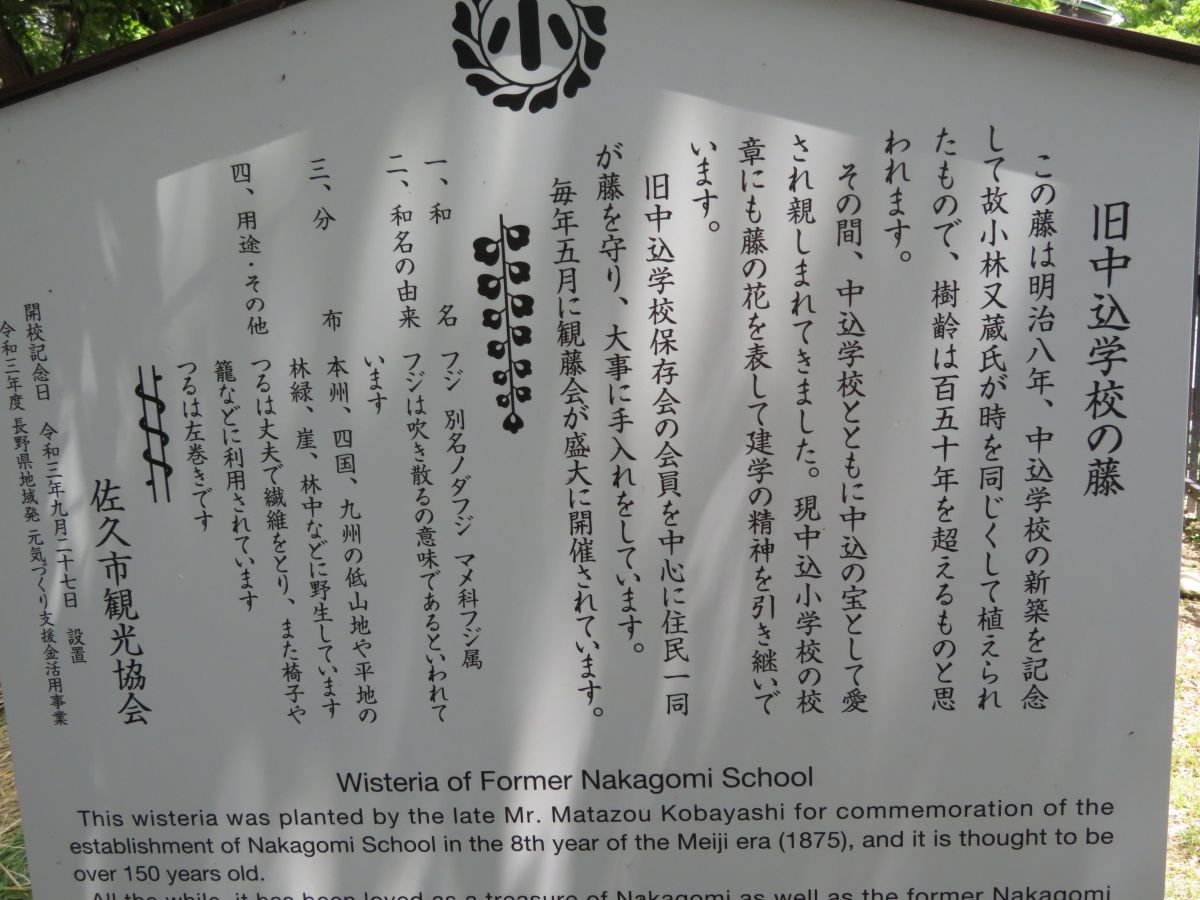 小
旧中込学校の藤
この藤は明治八年、中込学校の新築を記念
して故小林又蔵氏が時を同じくして植えられ
たもので、樹齢は百五十年を超えるものと思
われます。
その間、中込学校とともに中込の宝として愛
され親しまれてきました。現中込小学校の校
章にも藤の花を表して建学の精神を引き継いで
います。
旧中込学校保存会の会員を中心に住民一同
が藤を守り、大事に手入れをしています。
毎年五月に観藤会が盛大に開催されています。
一、和名 フジ 別名ノダフジ マメ科フジ属
二、和名の由来 フジは吹き散るの意味であるといわれて
います
三、分布 本州、四国、九州の低山地や平地の
林緑、崖、林中などに野生しています
四、用途・その他 つるは丈夫で繊維をとり、また椅子や
籠などに利用されています
つるは左巻きです
佐久市観光協会
開校記念日 令和三年九月二十七日 設置
令和三年度 長野県地域発 元気づくり支援金活用事業
Wisteria of Former Nakagomi School
This wisteria was planted by the late Mr. Matazou Kobayashi for commemoration of the
establishment of Nakagomi School in the 8th year of the Meiji era (1875), and it is thought to be
over 150 years old.
All the while, it has been loved as a treasure of Nakagomi as well as the former Nakagomi